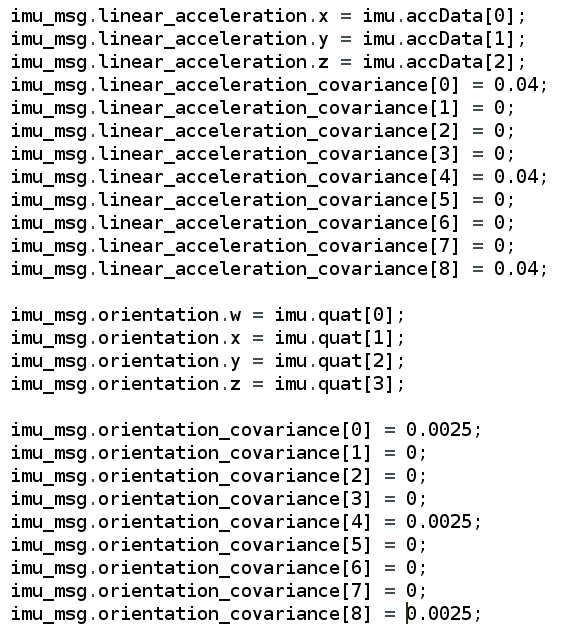 imu_msg.linear_acceleration.x = imu.accData[0];
imu_msg.linear_acceleration.y = imu.accData[1];
imu_msg.linear_acceleration.z = imu.accData[2];
imu_msg.linear_acceleration_covariance[0] = 0.04;
imu_msg.linear_acceleration_covariance[1] = 0;
imu_msg.linear_acceleration_covariance[2] = 0;
imu_msg.linear_acceleration_covariance[3] = 0;
imu_msg.linear_acceleration_covariance[4] = 0.04;
imu_msg.linear_acceleration_covariance[5] = 0;
imu_msg.linear_acceleration_covariance[6] = 0;
imu_msg.linear_acceleration_covariance[7] = 0;
imu_msg.linear_acceleration_covariance[8] = 0.04;
imu_msg.orientation.w = imu.quat[0];
imu_msg.orientation.x = imu.quat[1];
imu_msg.orientation.y = imu.quat[2];
imu_msg.orientation.z = imu.quat[3];
imu_msg.orientation_covariance[0] = 0.0025;
imu_msg.orientation_covariance[1] = 0;
imu_msg.orientation_covariance[2] = 0;
imu_msg.orientation_covariance[3] = 0;
imu_msg.orientation_covariance[4] = 0.0025;
imu_msg.orientation_covariance[5] = 0;
imu_msg.orientation_covariance[6] = 0;
imu_msg.orientation_covariance[7] = 0;
imu_msg.orientation_covariance[8] = 0.0025;